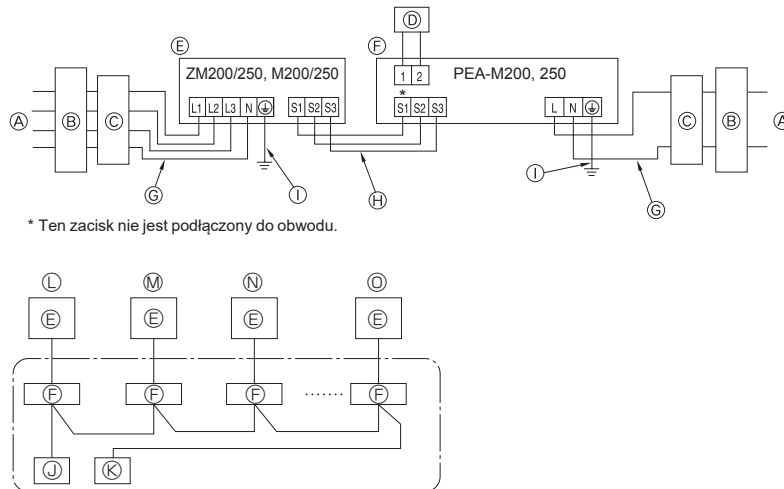 Ⓓ
Ⓔ Ⓕ
ZM200/250, M200/250 1 2 PEA-M200, 250
*
L1 L2 L3 N S1 S2 S3 S1 S2 S3 L N
Ⓐ Ⓑ Ⓒ Ⓒ Ⓑ Ⓐ
Ⓖ Ⓘ Ⓗ Ⓘ Ⓖ
* Ten zacisk nie jest podłączony do obwodu.
Ⓛ Ⓜ Ⓝ Ⓞ
Ⓔ Ⓔ Ⓔ Ⓔ
Ⓕ Ⓕ Ⓕ ....... Ⓕ
Ⓙ Ⓚ